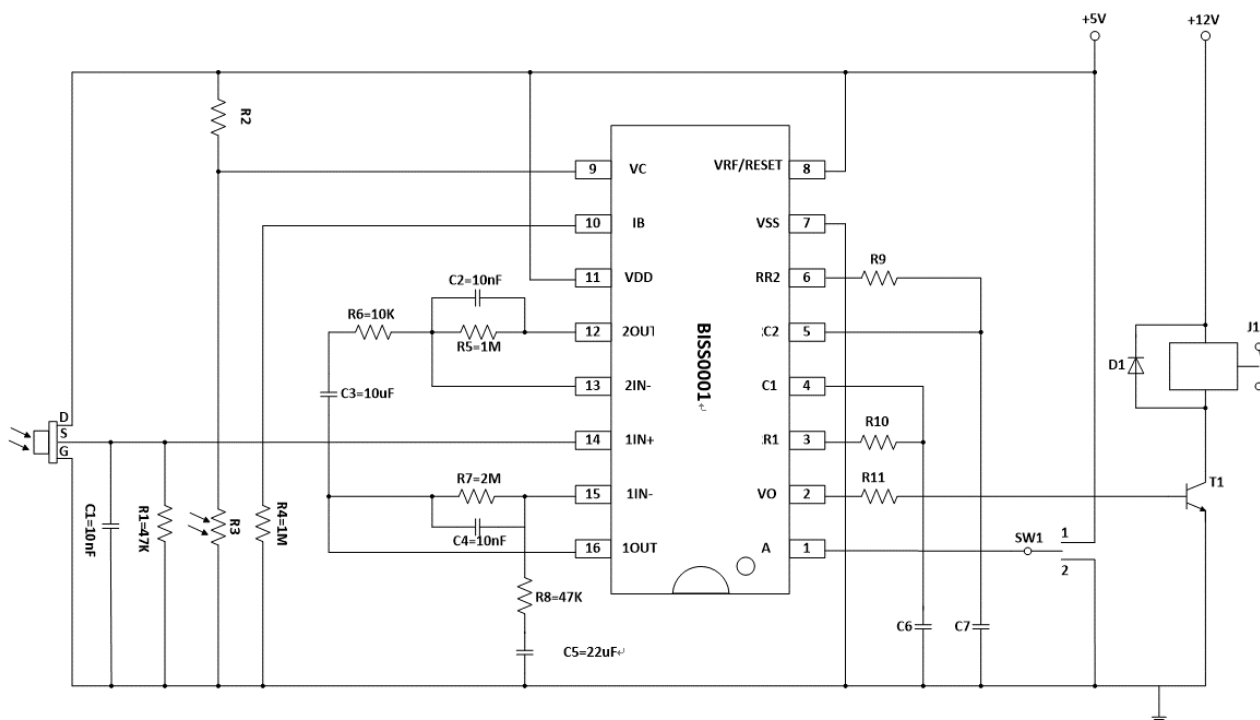 +5V
+12V
R2
9
VC
VRF/RESET
8
10
IB
VSS
7
C2=10nF
11
VDD
RR2
6
R9
R6=10K
12
2OUT
:C2
5
R5=1M
BISS0001
13
2IN-
C1
4
D1
J1
C3=10uF
D
S
G
14
1IN+
:R1
3
R10
R7=2M
15
1IN-
VO
2
R11
T1
C1=10nF
R1=47K
R3
R4=1M
C4=10nF
16
1OUT
A
1
SW1
1
2
R8=47K
C6
C7
C5=22uF